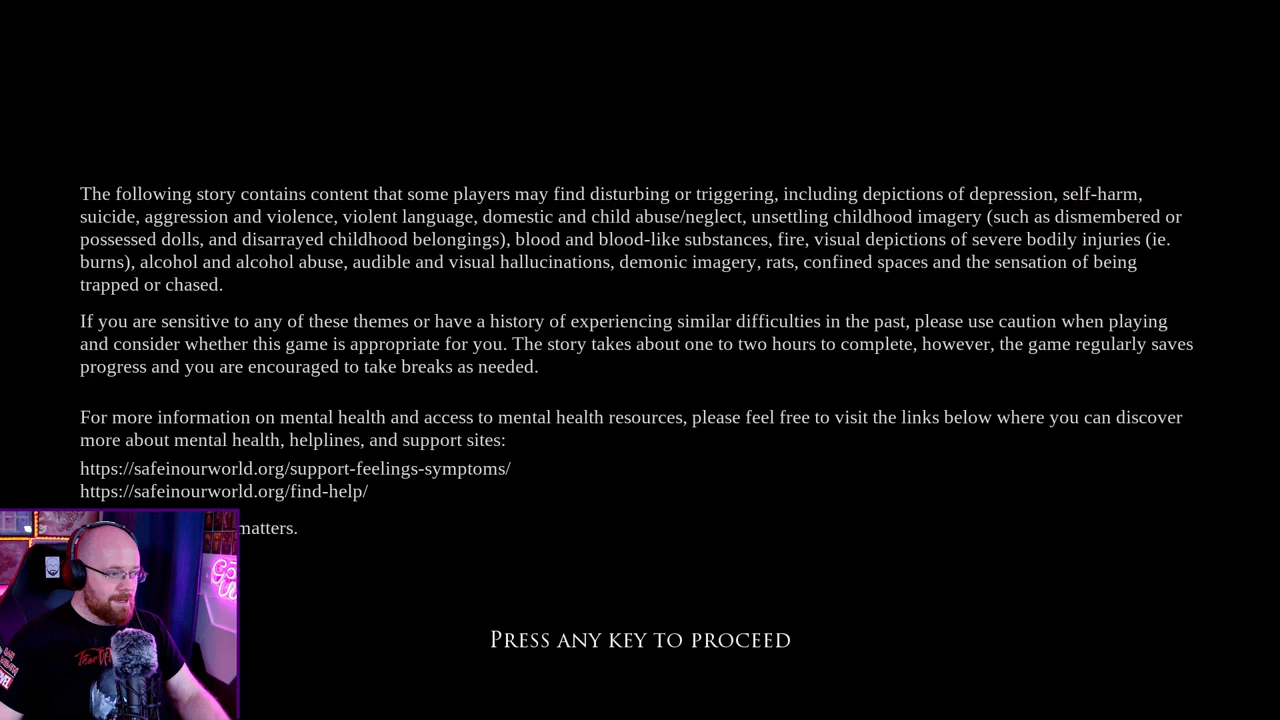 The following story contains content that some players may find disturbing or triggering, including depictions of depression, self-harm,
suicide, aggression and violence, violent language, domestic and child abuse/neglect, unsettling childhood imagery (such as dismembered or
possessed dolls, and disarrayed childhood belongings), blood and blood-like substances, fire, visual depictions of severe bodily injuries (ie.
burns), alcohol and alcohol abuse, audible and visual hallucinations, demonic imagery, rats, confined spaces and the sensation of being
trapped or chased.
If you are sensitive to any of these themes or have a history of experiencing similar difficulties in the past, please use caution when playing
and consider whether this game is appropriate for you. The story takes about one to two hours to complete, however, the game regularly saves
progress and you are encouraged to take breaks as needed.
For more information on mental health and access to mental health resources, please feel free to visit the links below where you can discover
more about mental health, helplines, and support sites:
https://safeinourworld.org/support-feelings-symptoms/
https://safeinourworld.org/find-help/
matters.
PRESS ANY KEY TO PROCEED